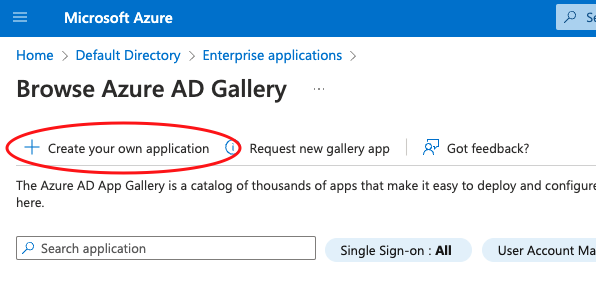 Microsoft Azure
Se
Home > Default Directory > Enterprise applications >
Browse Azure AD Gallery ...
+ Create your own application Request new gallery app Got feedback?
The Azure AD App Gallery is a catalog of thousands of apps that make it easy to deploy and configure
here.
Search application
Single Sign-on : All
User Account Ma